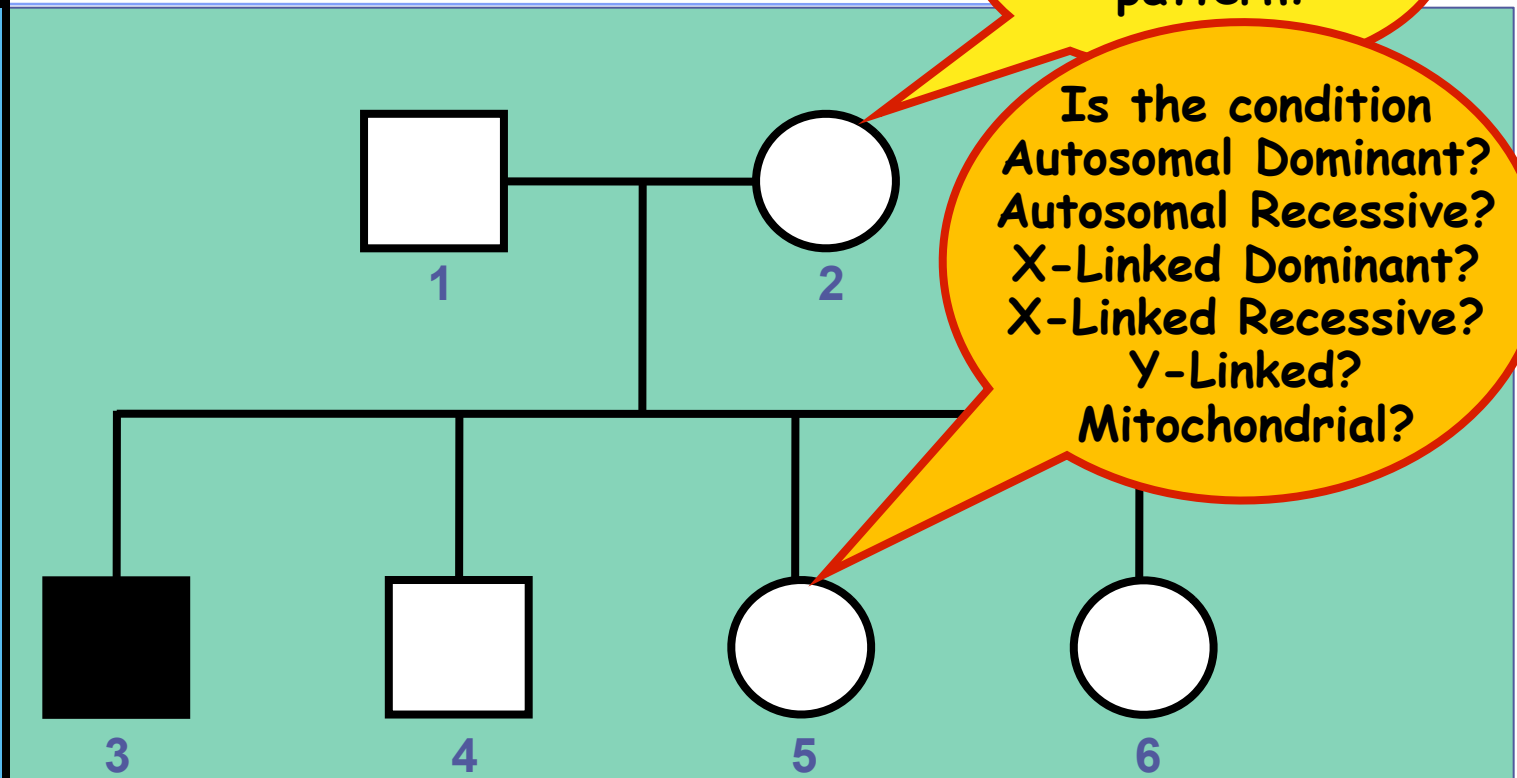 pattern?
Is the condition
Autosomal Dominant?
Autosomal Recessive?
X-Linked Dominant?
X-Linked Recessive?
Y-Linked?
Mitochondrial?
1
2
3
4
5
6